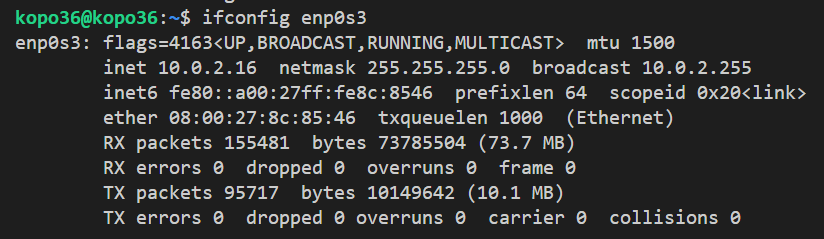 kopo36@kopo36:~$ ifconfig enp0s3
enp0s3: flags=4163<UP,BROADCAST,RUNNING,MULTICAST>  mtu 1500
        inet 10.0.2.16  netmask 255.255.255.0  broadcast 10.0.2.255
        inet6 fe80::a00:27ff:fe8c:8546  prefixlen 64  scopeid 0x20<link>
        ether 08:00:27:8c:85:46  txqueuelen 1000  (Ethernet)
        RX packets 155481  bytes 73785504 (73.7 MB)
        RX errors 0  dropped 0  overruns 0  frame 0
        TX packets 95717  bytes 10149642 (10.1 MB)
        TX errors 0  dropped 0 overruns 0  carrier 0  collisions 0